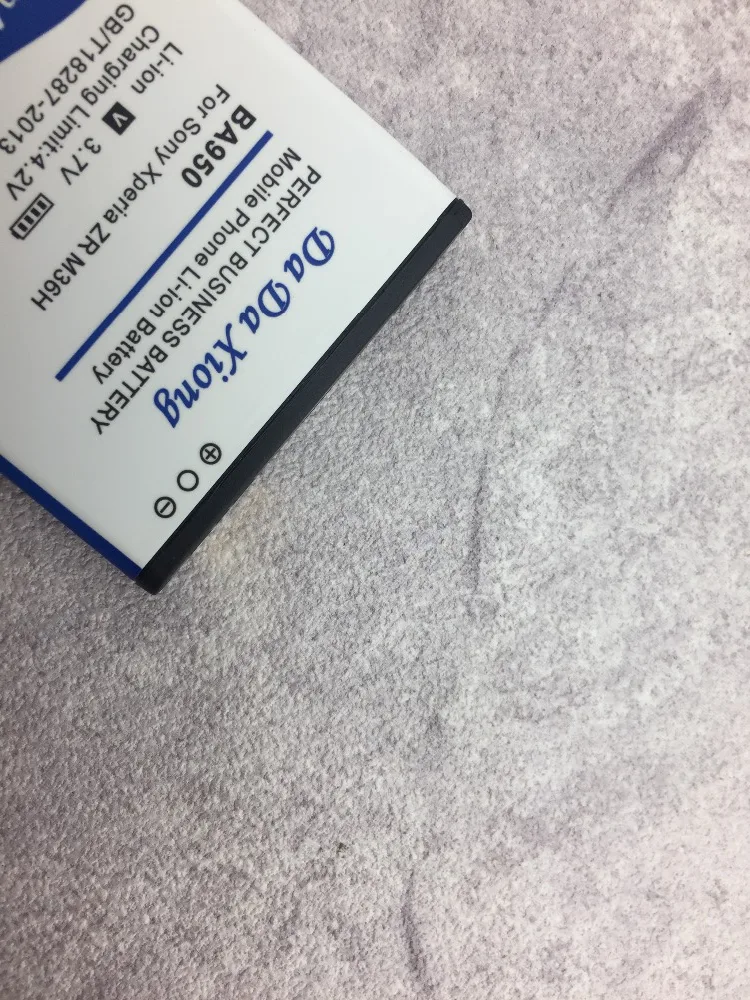 Da Da Xiong
PERFECT BUSINESS BATTERY
Mobile Phone Li-ion Battery
BA950
For Sony Xperia ZR M36H
V 3.7V
Li-ion
Charging Limit:4.2V
GB/T18287-2013